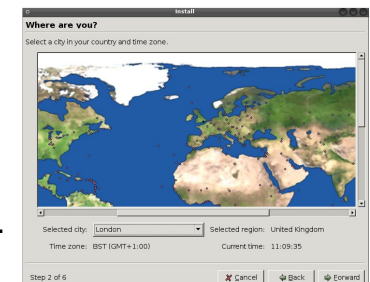 Install
Where are you?
Select a city in your country and time zone.
Selected city: London Selected region: United Kingdom
Time zone: BST (GMT+1:00) Current time: 11:09:35
Step 2 of 6 Cancel Back Forward